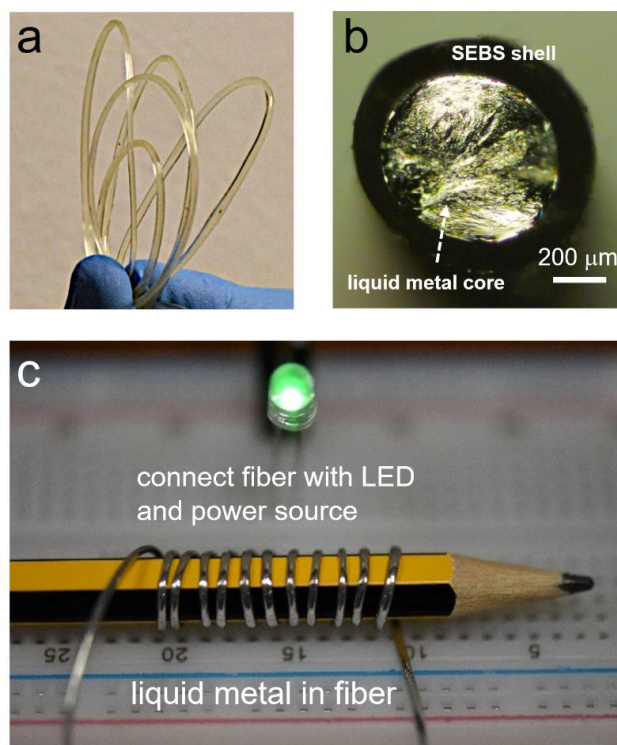 a
b
SEBS shell
liquid metal core
200 μm
c
connect fiber with LED
and power source
25
20
15
10
5
liquid metal in fiber